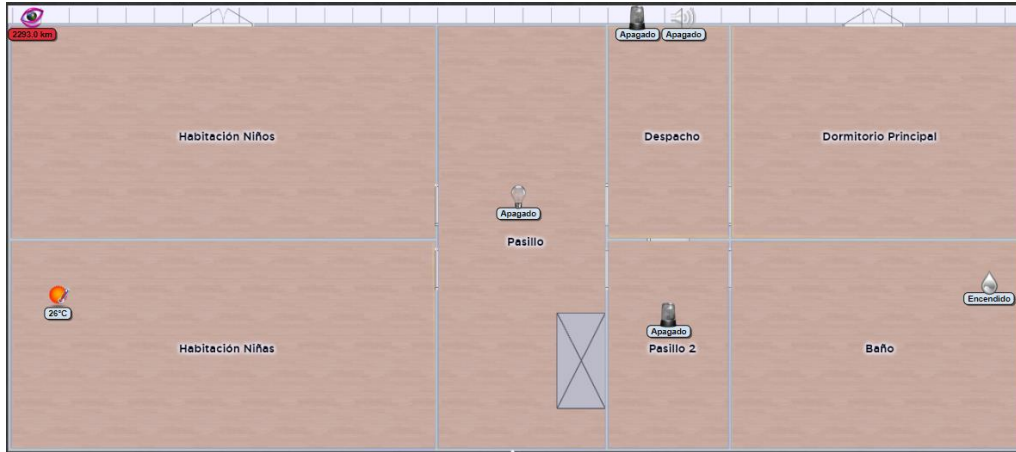 2293.0 km
Apagado
Apagado
Habitación Niños
Despacho
Dormitorio Principal
Apagado
Pasillo
26°C
Encendido
Apagado
Habitación Niñas
Pasillo 2
Baño